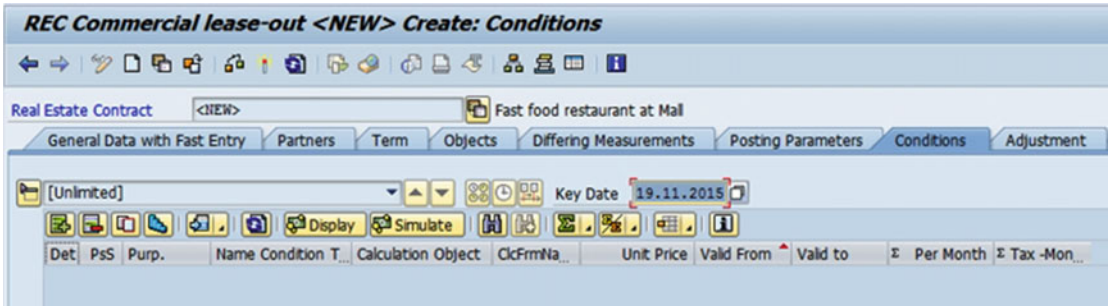 REC Commercial lease-out <NEW> Create: Conditions
Real Estate Contract <NEW> Fast food restaurant at Mall
General Data with Fast Entry Partners Term Objects Differing Measurements Posting Parameters Conditions Adjustment
[Unlimited] Key Date 19.11.2015
Display Simulate
Det PsS Purp. Name Condition T... Calculation Object ClcFrmNa... Unit Price Valid From Valid to Σ Per Month Σ Tax -Mon...